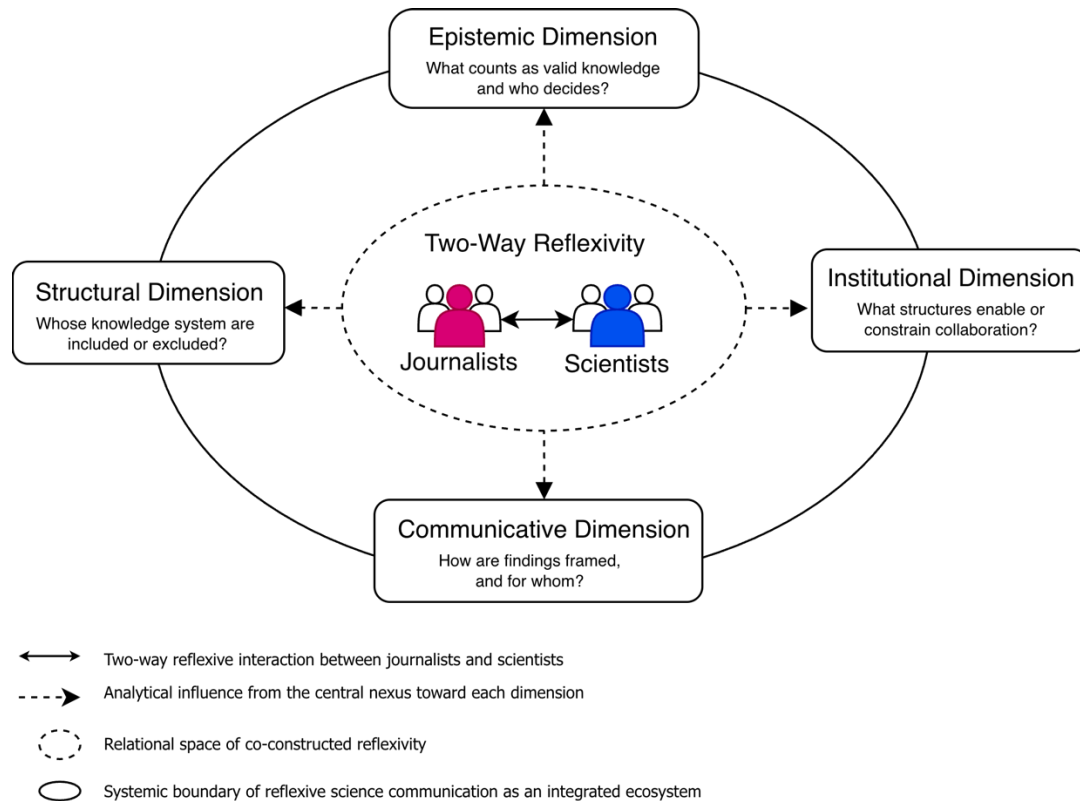 Epistemic Dimension
What counts as valid knowledge
and who decides?
Two-Way Reflexivity
Structural Dimension
Whose knowledge system are
included or excluded?
Journalists
Scientists
Institutional Dimension
What structures enable or
constrain collaboration?
Communicative Dimension
How are findings framed,
and for whom?
Two-way reflexive interaction between journalists and scientists
Analytical influence from the central nexus toward each dimension
Relational space of co-constructed reflexivity
Systemic boundary of reflexive science communication as an integrated ecosystem